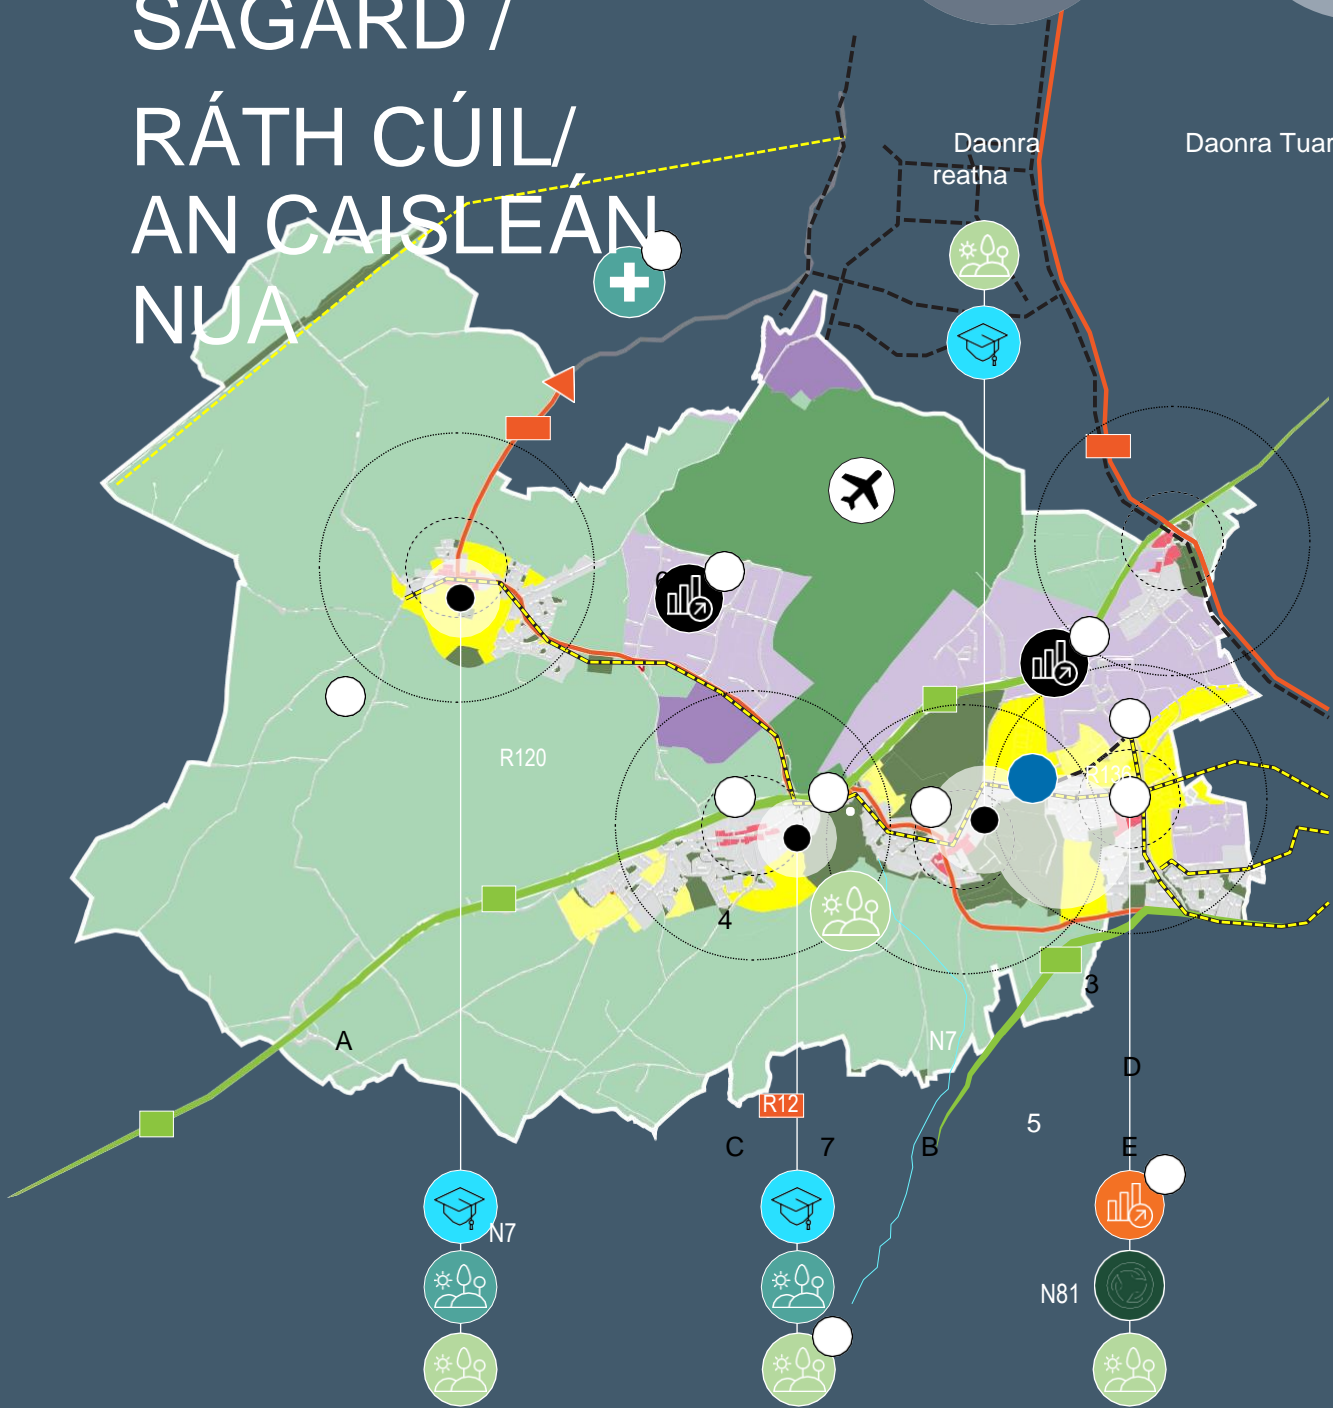 SAGARD /
RÁTH CÚIL/
AN CAISLEÁN
NUA
Daonra
reatha
Daonra Tuar
R120
R136
4
3
A
N7
D
R12
5
C
7
B
E
N7
N81